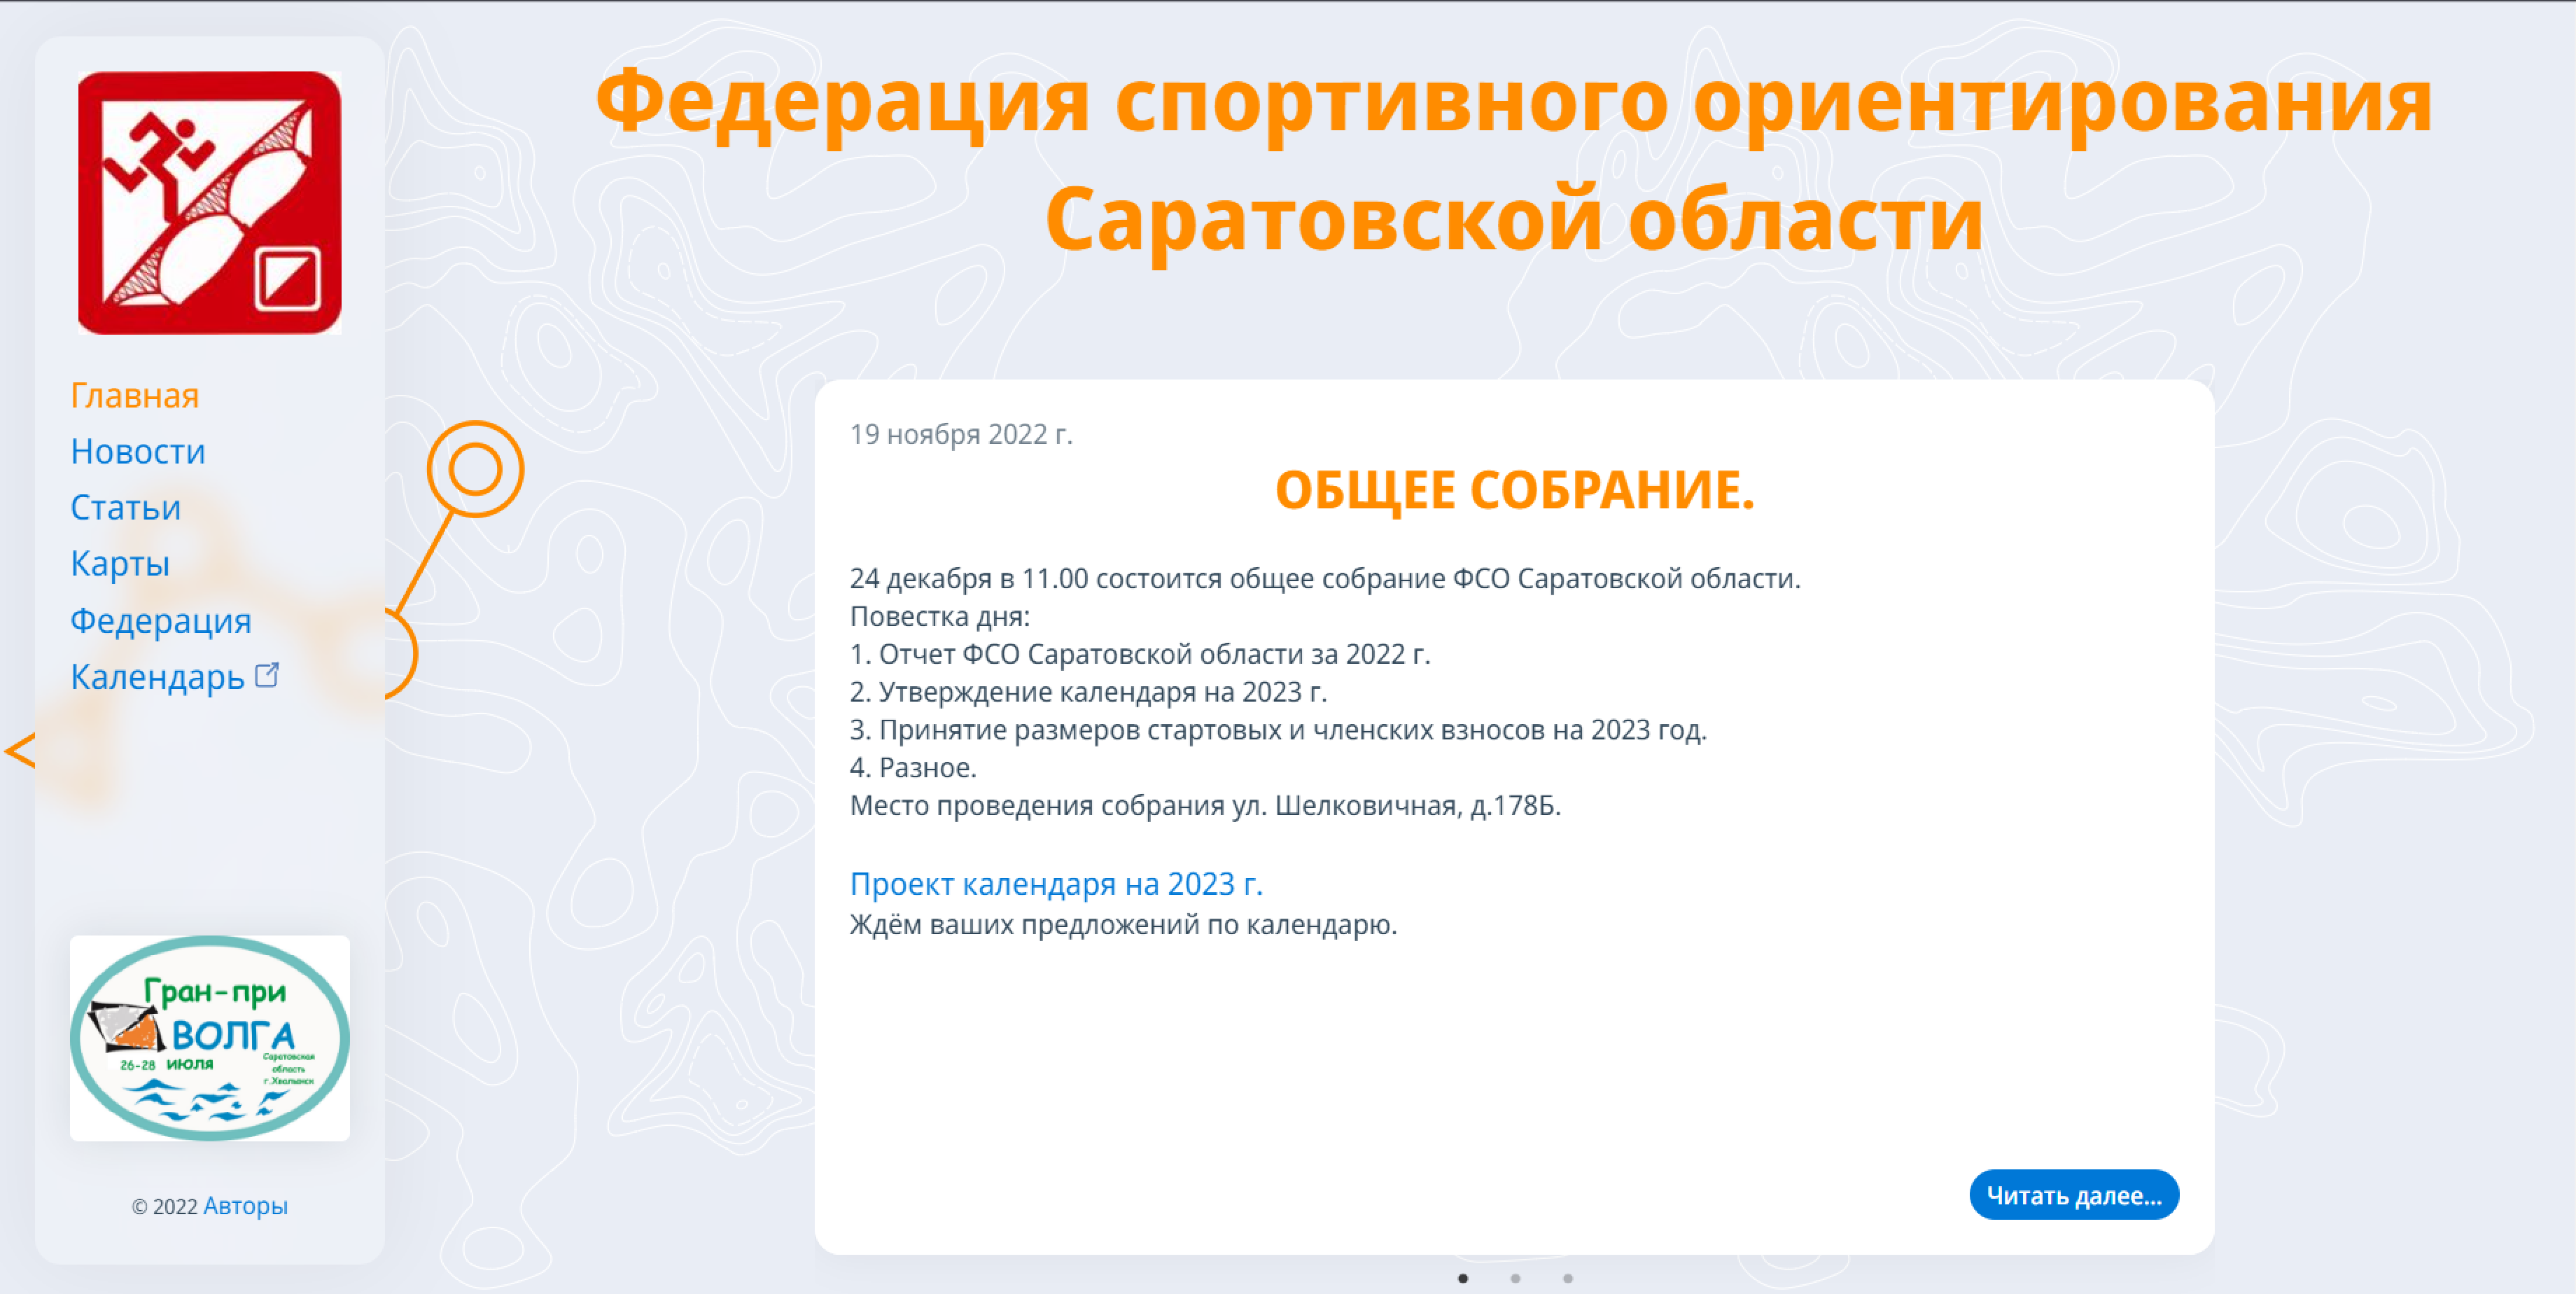 Федерация спортивного ориентирования
Саратовской области
Главная
Новости
Статьи
Карты
Федерация
Календарь
Гран-при
ВОЛГА
26-28 июля
Саратовская
область
г.Хвалынск
© 2022 Авторы
19 ноября 2022 г.
ОБЩЕЕ СОБРАНИЕ.
24 декабря в 11.00 состоится общее собрание ФСО Саратовской области.
Повестка дня:
1. Отчет ФСО Саратовской области за 2022 г.
2. Утверждение календаря на 2023 г.
3. Принятие размеров стартовых и членских взносов на 2023 год.
4. Разное.
Место проведения собрания ул. Шелковичная, д.178Б.
Проект календаря на 2023 г.
Ждём ваших предложений по календарю.
Читать далее...